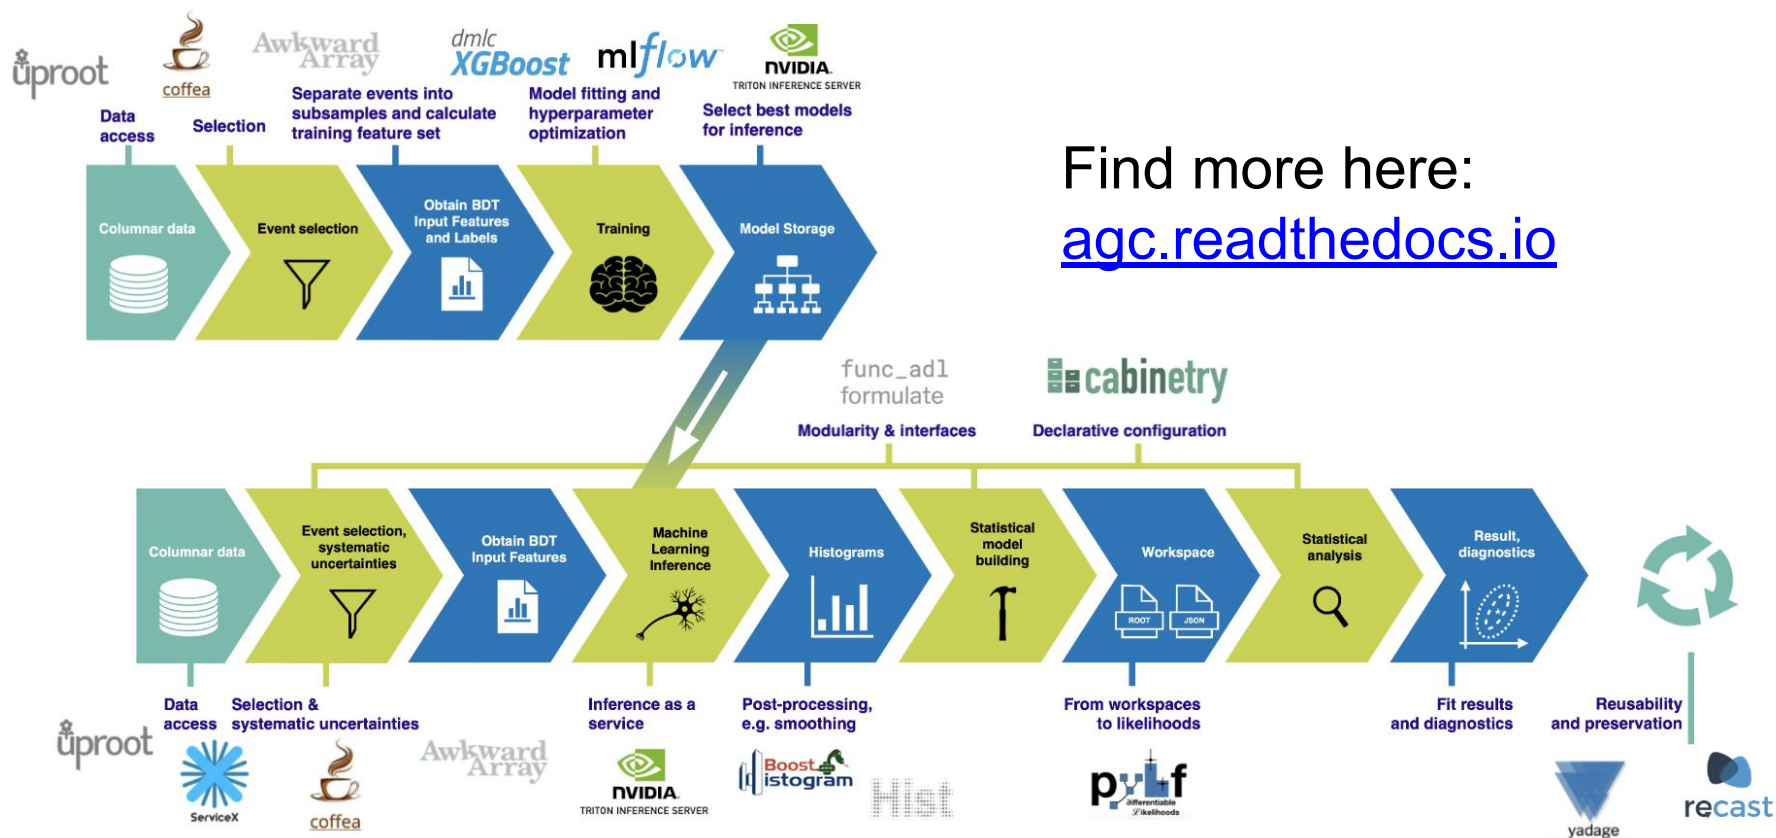 üproot
coffea
Awkward
Array
dmlc
XGBoost
mlflow
NVIDIA.
TRITON INFERENCE SERVER
Data
access
Selection
Separate events into
subsamples and calculate
training feature set
Model fitting and
hyperparameter
optimization
Select best models
for inference
Columnar data
Event selection
Obtain BDT
Input Features
and Labels
Training
Model Storage
Find more here:
agc.readthedocs.io
func_adl
formulate
cabinetry
Modularity & interfaces
Declarative configuration
Columnar data
Event selection,
systematic
uncertainties
Obtain BDT
Input Features
Machine
Learning
Inference
Histograms
Statistical
model
building
Workspace
ROOT
JSON
Statistical
analysis
Result,
diagnostics
Data
access
Selection &
systematic uncertainties
Inference as a
service
Post-processing,
e.g. smoothing
From workspaces
to likelihoods
Fit results
and diagnostics
Reusability
and preservation
üproot
ServiceX
coffea
Awkward
Array
NVIDIA.
TRITON INFERENCE SERVER
Boost
Histogram
Hist
pyhf
differentiable
Likelihoods
yadage
recast